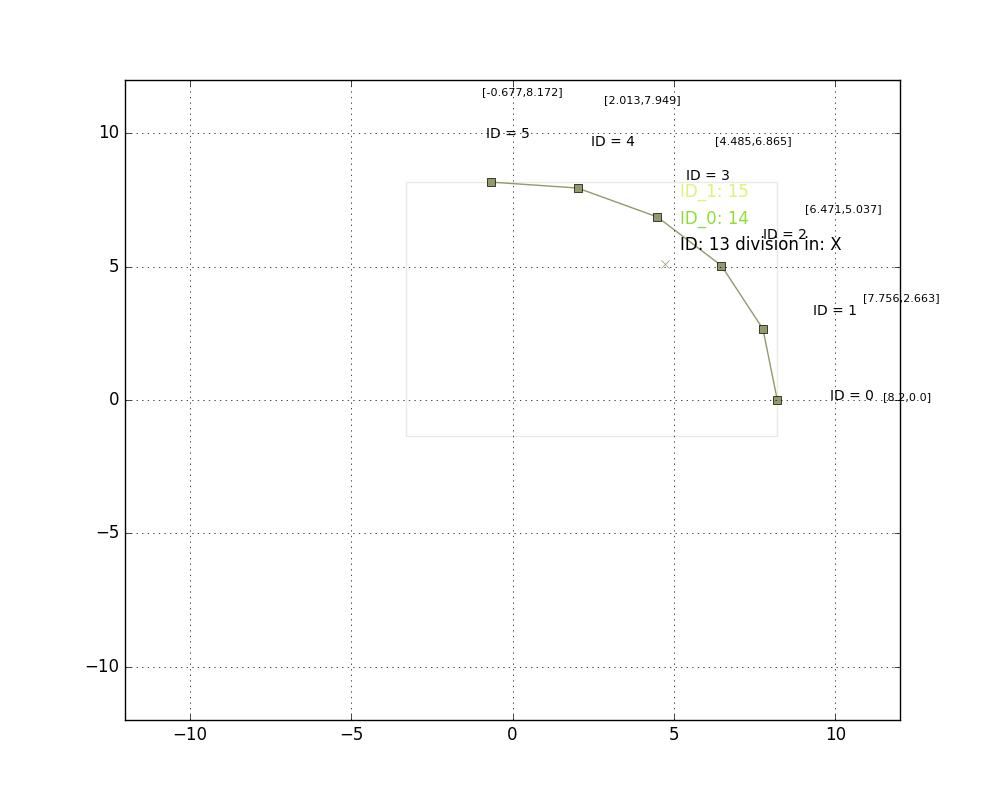 [-0.677,8.172]
[2.013,7.949]
10
ID = 5
ID = 4
[4.485,6.865]
ID = 3
ID_1: 15
[6.471,5.037]
ID_0: 14
ID = 2
ID: 13 division in: X
5
[7.756,2.663]
ID = 1
0
ID = 0
[8.2,0.0]
−5
−10
−10
−5
0
5
10